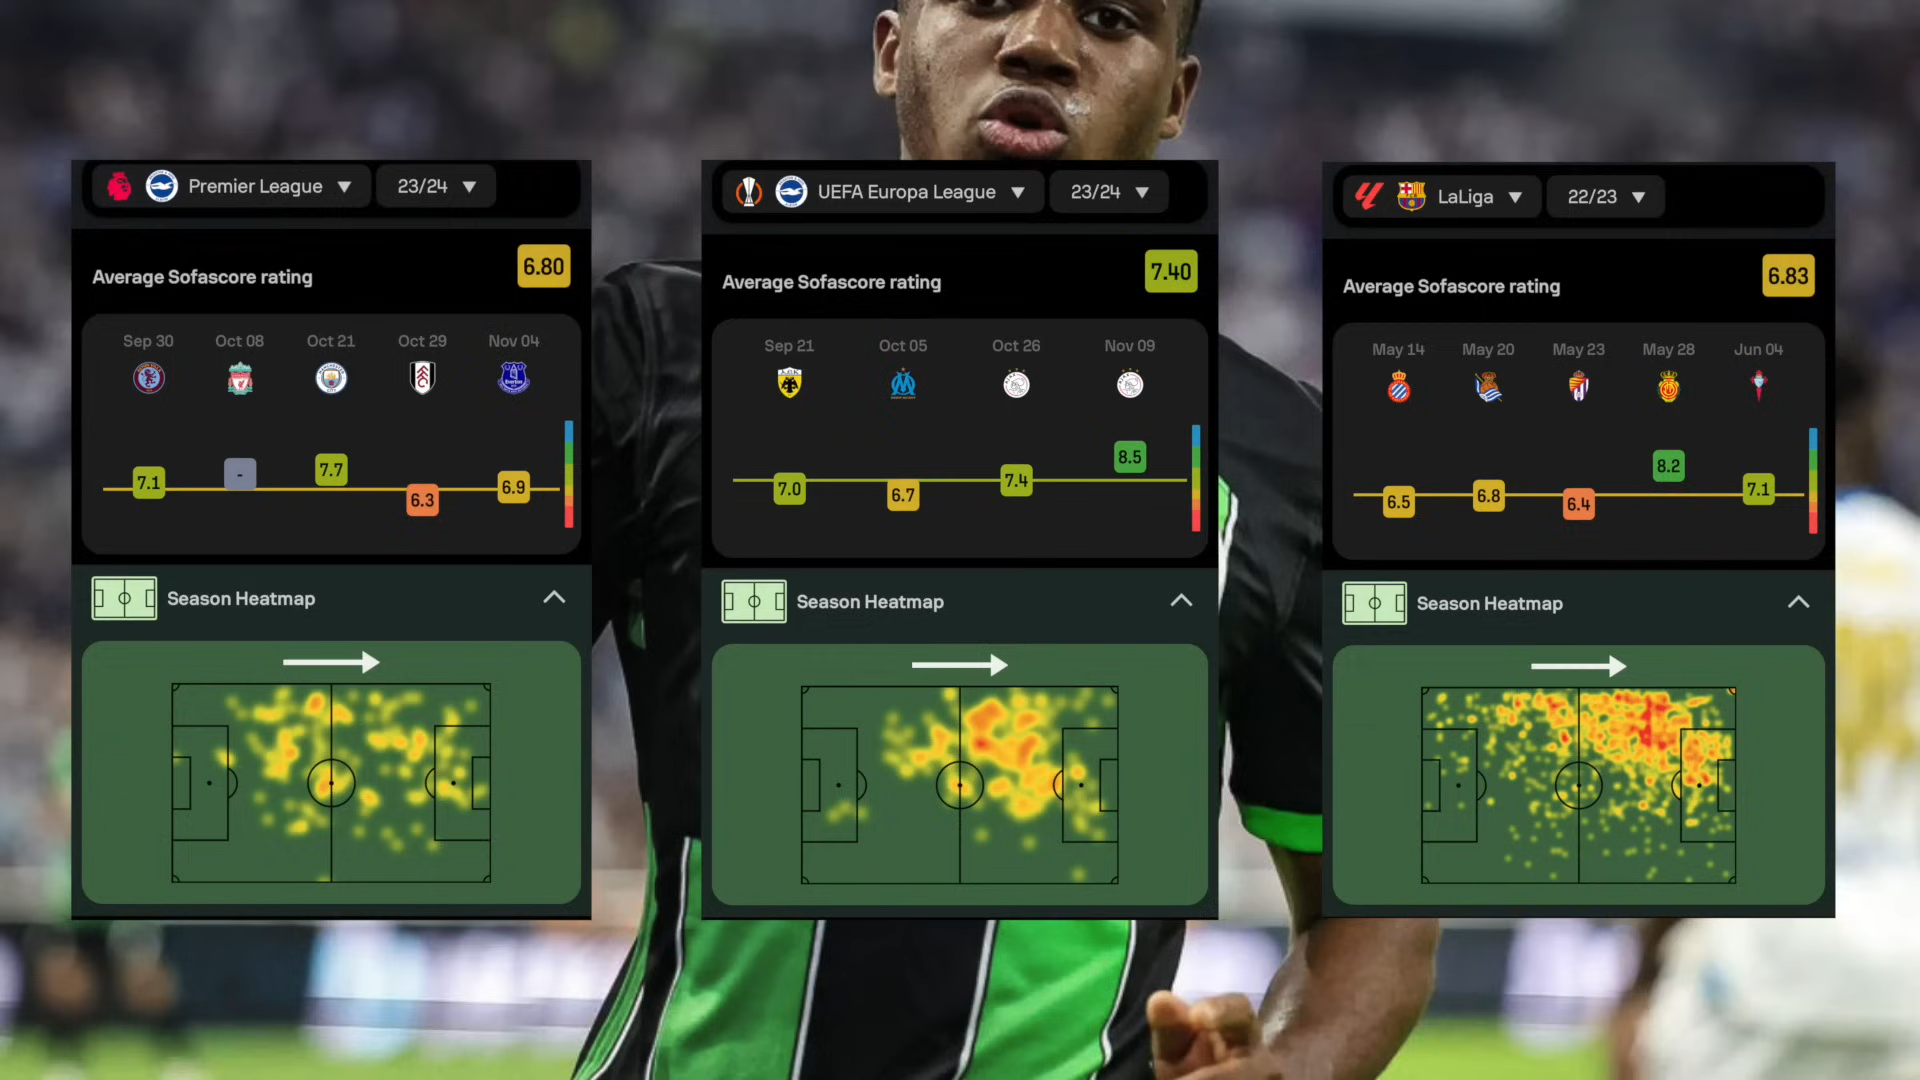 Premier League ▼ 23/24 ▼
Average Sofascore rating 6.80
Sep 30 Oct 08 Oct 21 Oct 29 Nov 04
7.1 - 7.7 6.3 6.9
Season Heatmap
UEFA Europa League ▼ 23/24 ▼
Average Sofascore rating 7.40
Sep 21 Oct 05 Oct 26 Nov 09
7.0 6.7 7.4 8.5
Season Heatmap
LaLiga ▼ 22/23 ▼
Average Sofascore rating 6.83
May 14 May 20 May 23 May 28 Jun 04
6.5 6.8 6.4 8.2 7.1
Season Heatmap